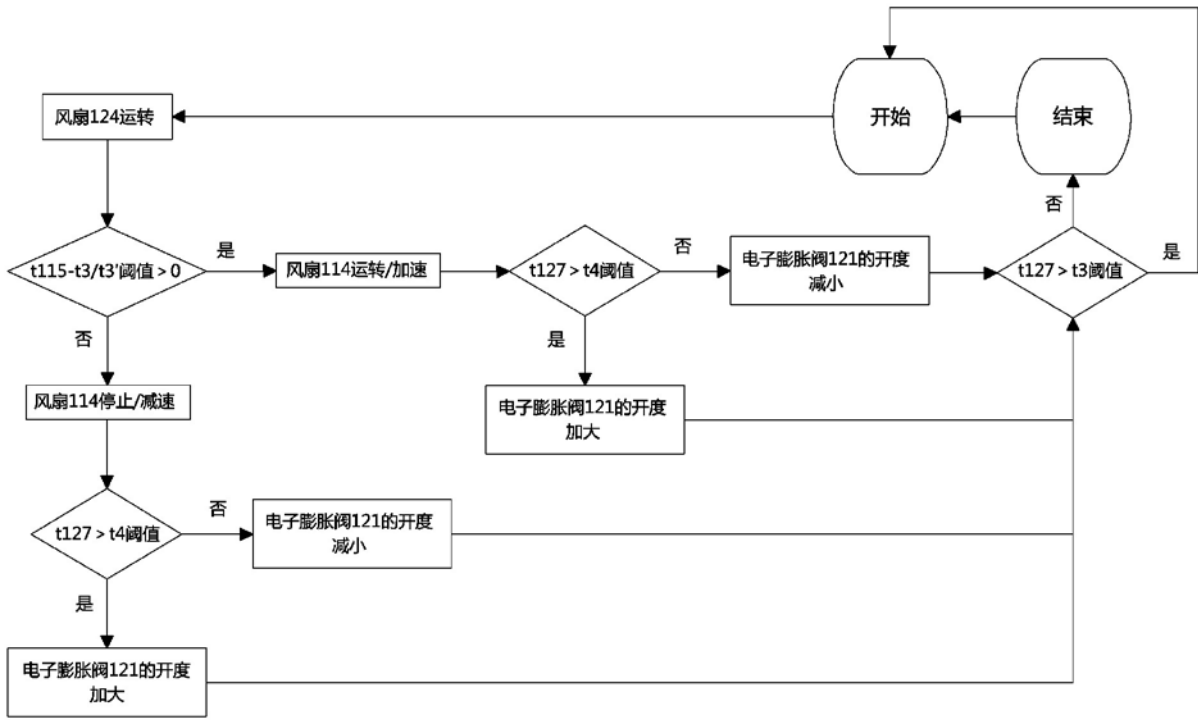 风扇124运转
开始
结束
t115-t3/t3'阈值 > 0
是
风扇114运转/加速
t127 > t4阈值
否
电子膨胀阀121的开度
减小
t127 > t3阈值
否
是
否
是
风扇114停止/减速
电子膨胀阀121的开度
加大
t127 > t4阈值
否
电子膨胀阀121的开度
减小
是
电子膨胀阀121的开度
加大